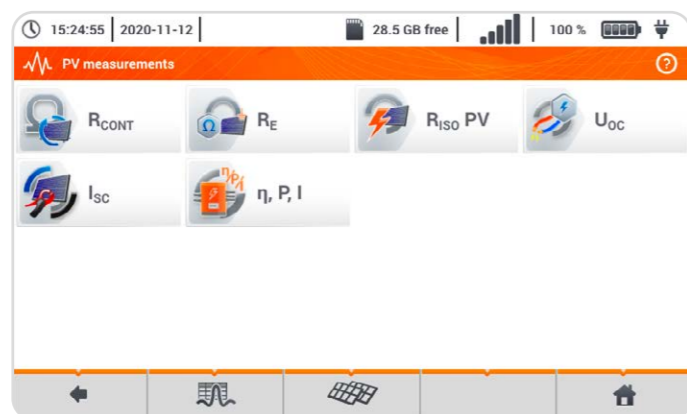 15:24:55 2020-11-12 28.5 GB free 100 %
PV measurements ?
RCONT RE RISO PV UOC
ISC η, P, I
Ω η/P/I